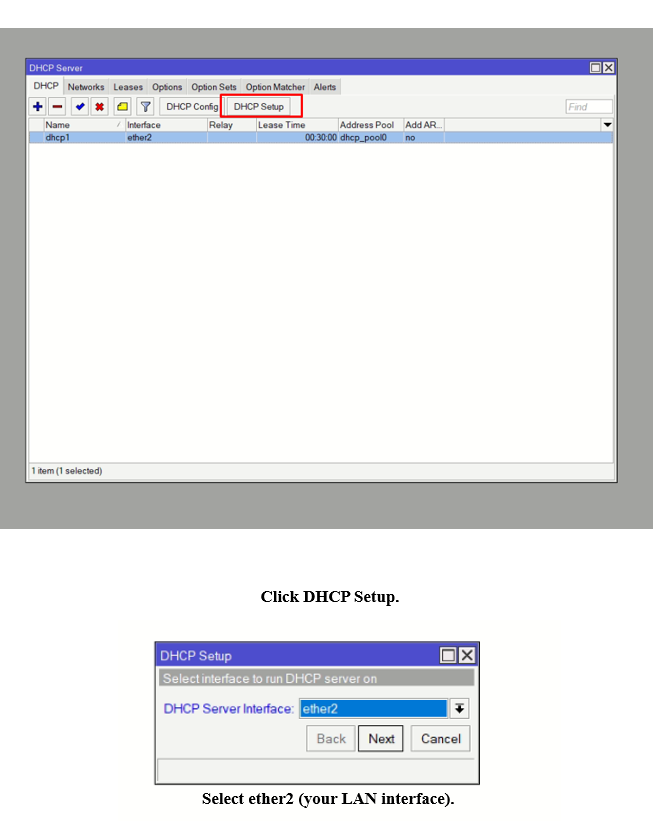 DHCP Server
DHCP Networks Leases Options Option Sets Option Matcher Alerts
DHCP Config DHCP Setup Find
Name Interface Relay Lease Time Address Pool Add AR...
dhcp1 ether2 00:30:00 dhcp_pool0 no
1 item (1 selected)
Click DHCP Setup.
DHCP Setup
Select interface to run DHCP server on
DHCP Server Interface: ether2
Back Next Cancel
Select ether2 (your LAN interface).